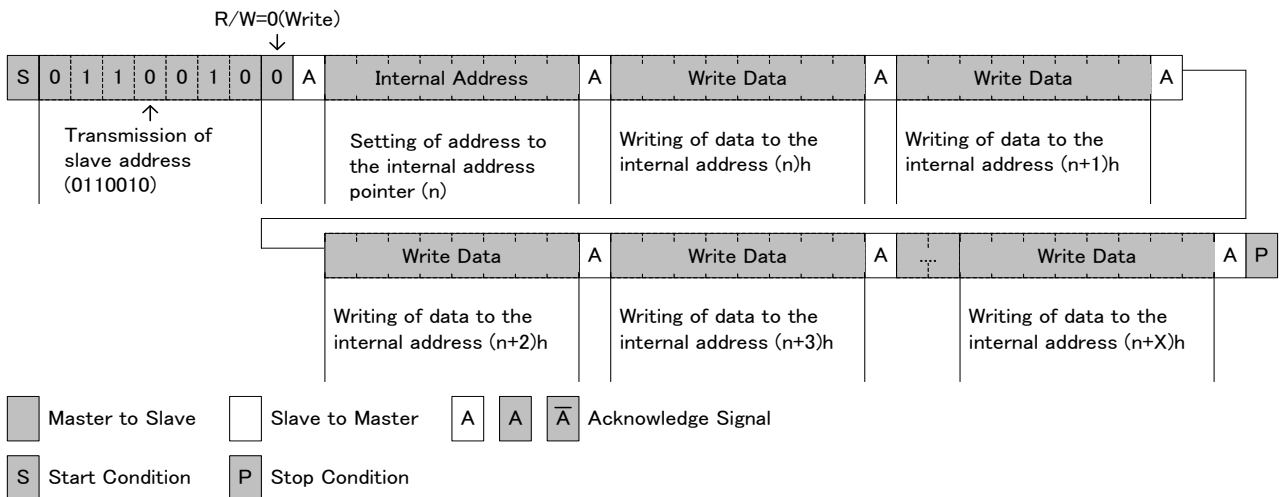 R/W=0(Write)
S 0 1 1 0 0 1 0 0 A Internal Address A Write Data A Write Data A
Transmission of
slave address
(0110010)
Setting of address to
the internal address
pointer (n)
Writing of data to the
internal address (n)h
Writing of data to the
internal address (n+1)h
Write Data A Write Data A .... Write Data A P
Writing of data to the
internal address (n+2)h
Writing of data to the
internal address (n+3)h
Writing of data to the
internal address (n+X)h
Master to Slave Slave to Master A A A̅ Acknowledge Signal
S Start Condition P Stop Condition